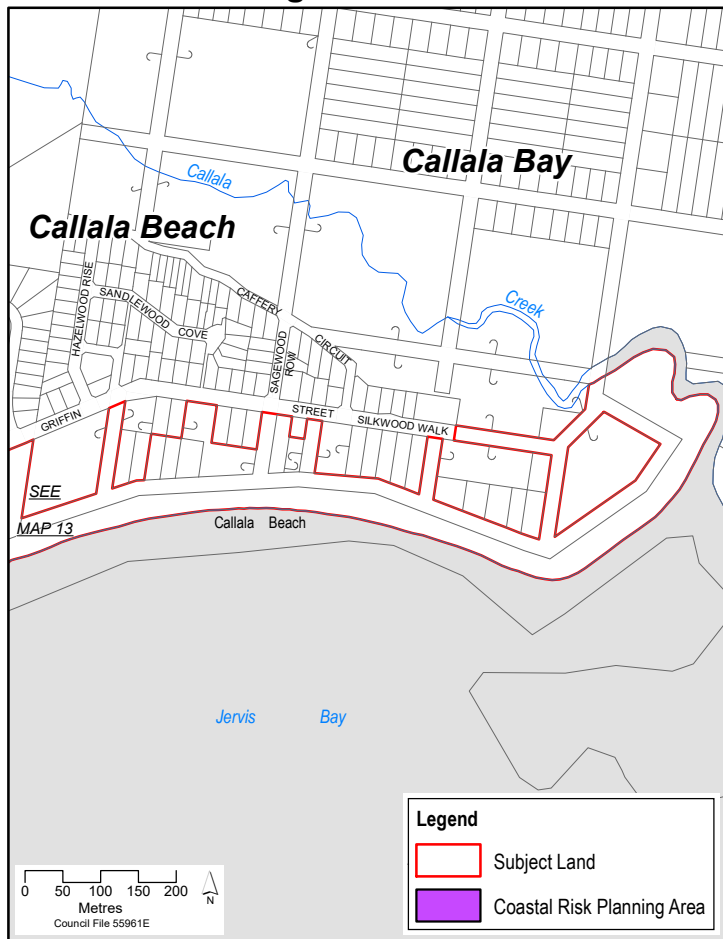 Callala Bay
Callala
Callala Beach
HAZELWOOD RISE
SANDLEWOOD
COVE
CAFFERY
CIRCUIT
SAGEWOOD
ROW
Creek
GRIFFIN
STREET
SILKWOOD WALK
SEE
MAP 13
Callala Beach
Jervis Bay
Legend
Subject Land
Coastal Risk Planning Area
0 50 100 150 200
Metres
Council File 55961E
N